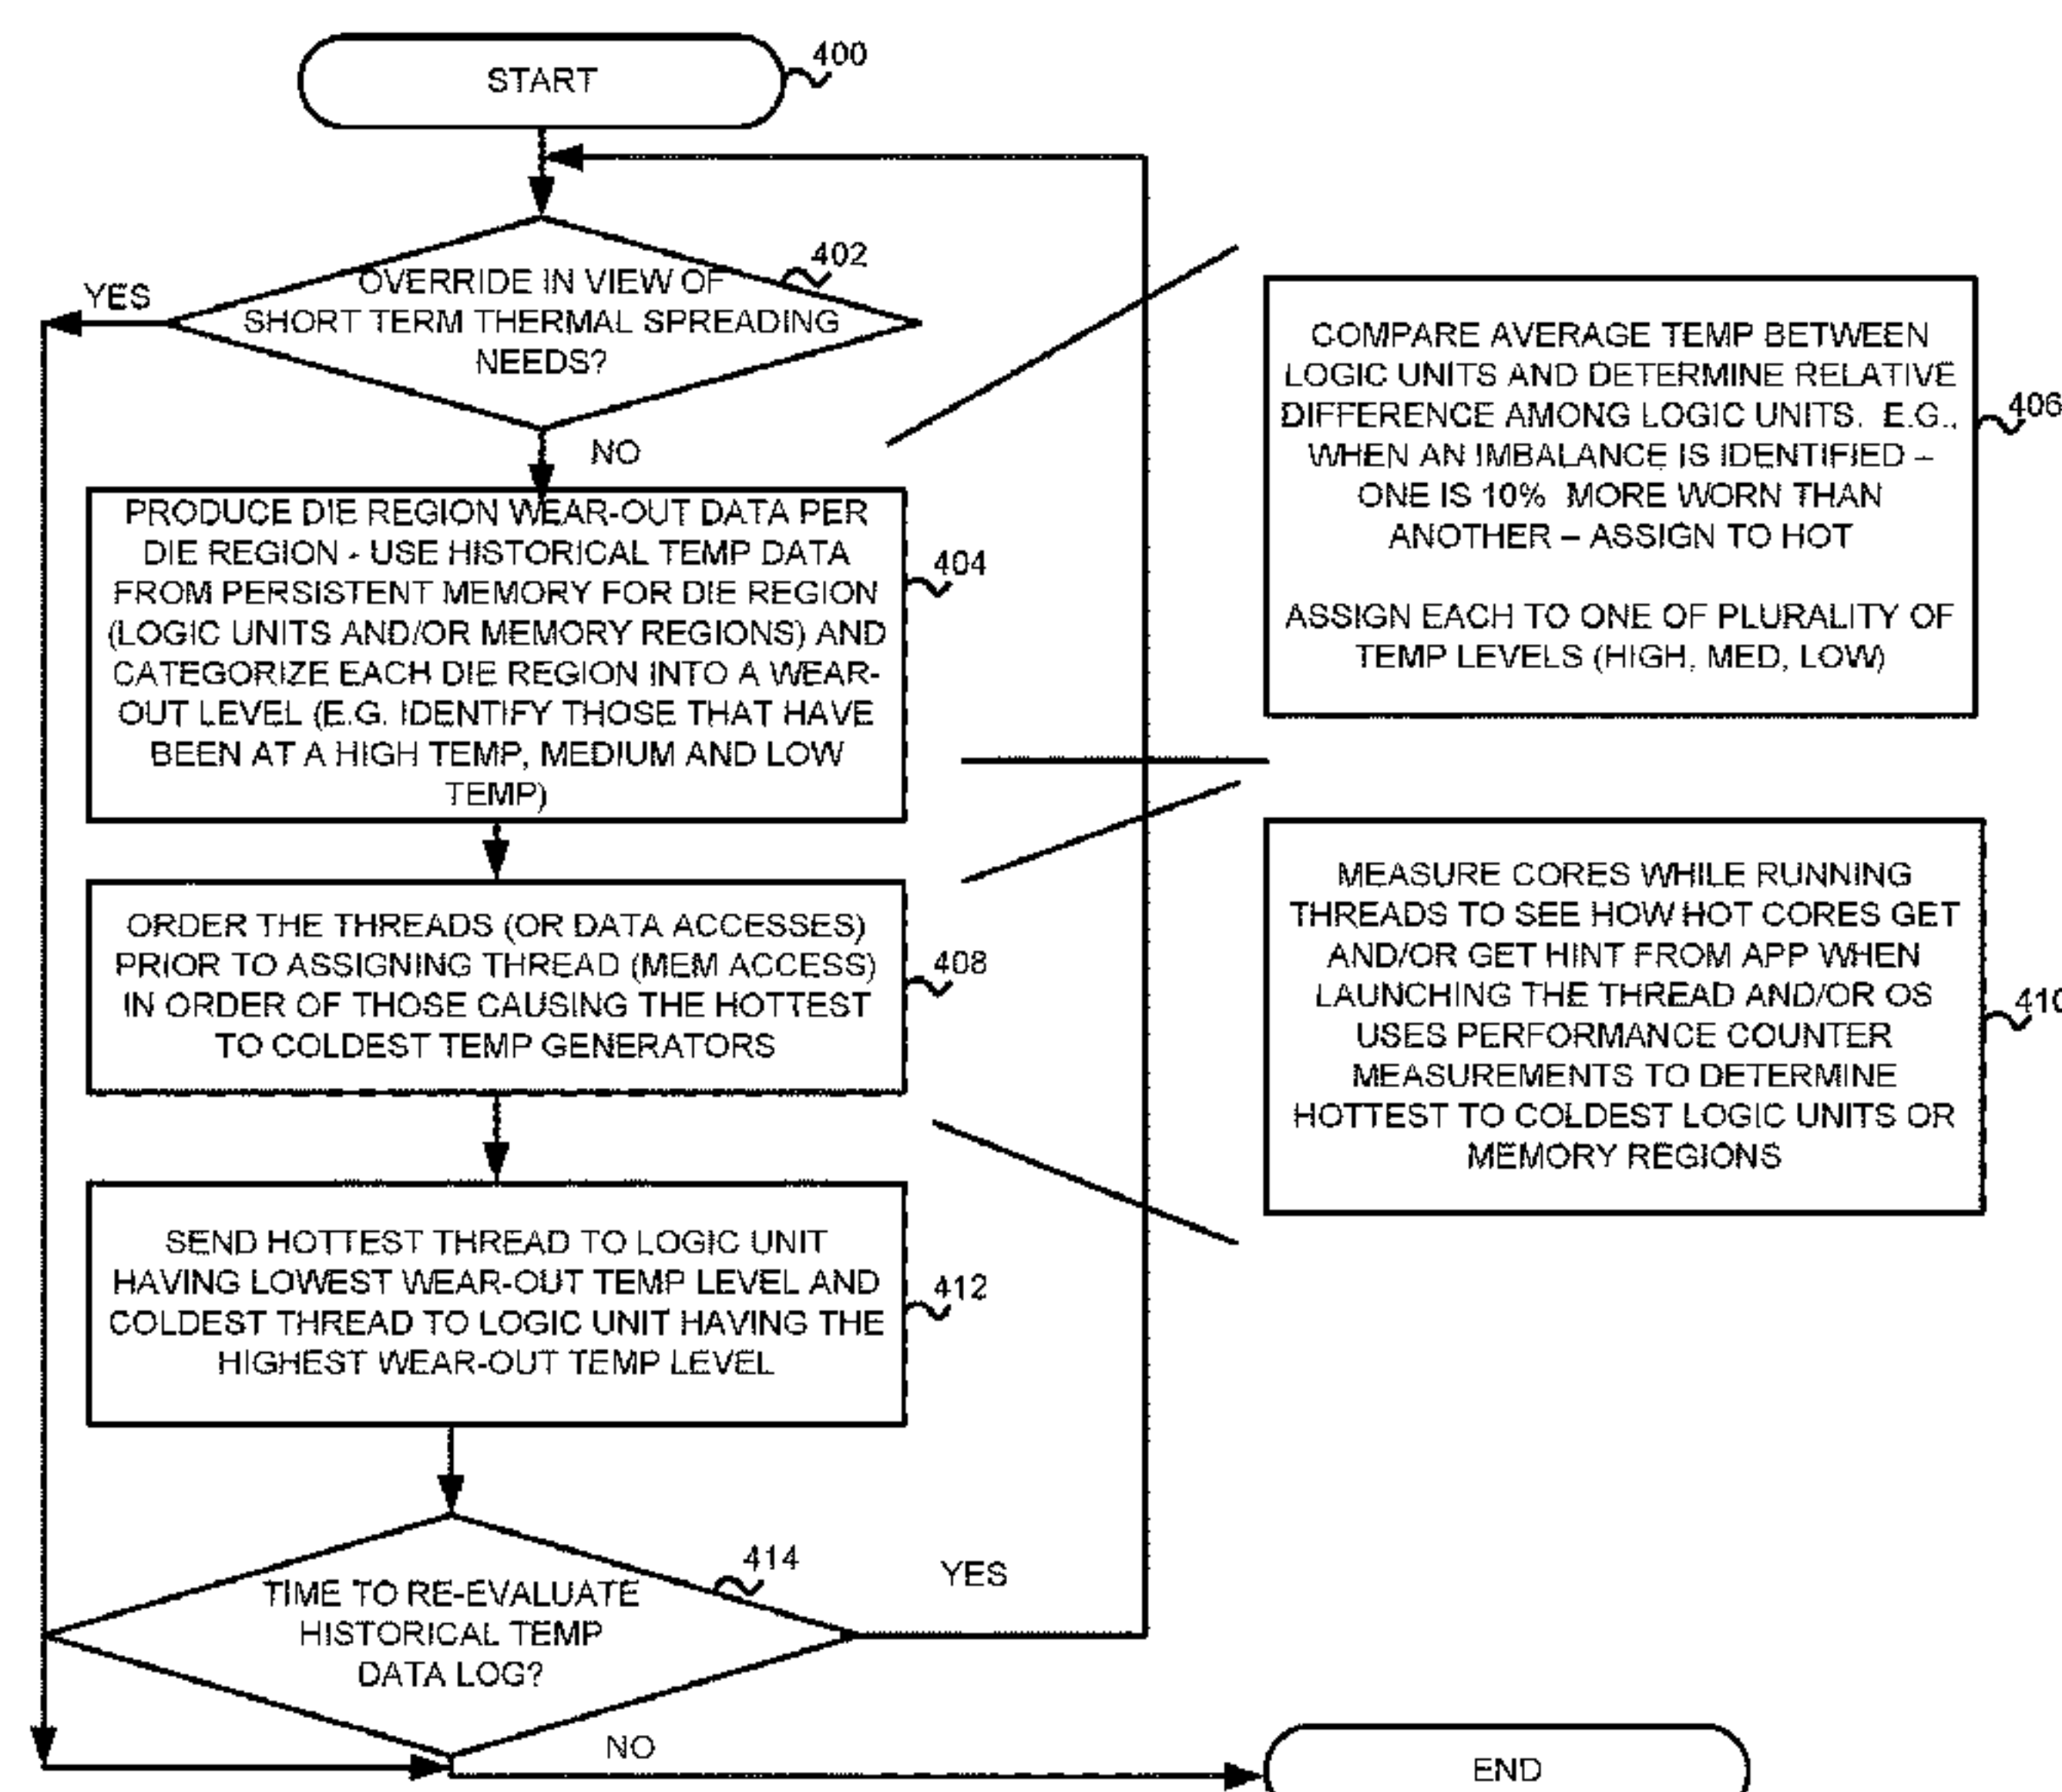 START
400
402
OVERRIDE IN VIEW OF
SHORT TERM THERMAL SPREADING
NEEDS?
YES
NO
PRODUCE DIE REGION WEAR-OUT DATA PER
DIE REGION - USE HISTORICAL TEMP DATA
FROM PERSISTENT MEMORY FOR DIE REGION
(LOGIC UNITS AND/OR MEMORY REGIONS) AND
CATEGORIZE EACH DIE REGION INTO A WEAR-
OUT LEVEL (E.G. IDENTIFY THOSE THAT HAVE
BEEN AT A HIGH TEMP, MEDIUM AND LOW
TEMP)
404
COMPARE AVERAGE TEMP BETWEEN
LOGIC UNITS AND DETERMINE RELATIVE
DIFFERENCE AMONG LOGIC UNITS. E.G.,
WHEN AN IMBALANCE IS IDENTIFIED –
ONE IS 10% MORE WORN THAN
ANOTHER – ASSIGN TO HOT
ASSIGN EACH TO ONE OF PLURALITY OF
TEMP LEVELS (HIGH, MED, LOW)
406
ORDER THE THREADS (OR DATA ACCESSES)
PRIOR TO ASSIGNING THREAD (MEM ACCESS)
IN ORDER OF THOSE CAUSING THE HOTTEST
TO COLDEST TEMP GENERATORS
408
MEASURE CORES WHILE RUNNING
THREADS TO SEE HOW HOT CORES GET
AND/OR GET HINT FROM APP WHEN
LAUNCHING THE THREAD AND/OR OS
USES PERFORMANCE COUNTER
MEASUREMENTS TO DETERMINE
HOTTEST TO COLDEST LOGIC UNITS OR
MEMORY REGIONS
410
SEND HOTTEST THREAD TO LOGIC UNIT
HAVING LOWEST WEAR-OUT TEMP LEVEL AND
COLDEST THREAD TO LOGIC UNIT HAVING THE
HIGHEST WEAR-OUT TEMP LEVEL
412
414
TIME TO RE-EVALUATE
HISTORICAL TEMP
DATA LOG?
YES
NO
END